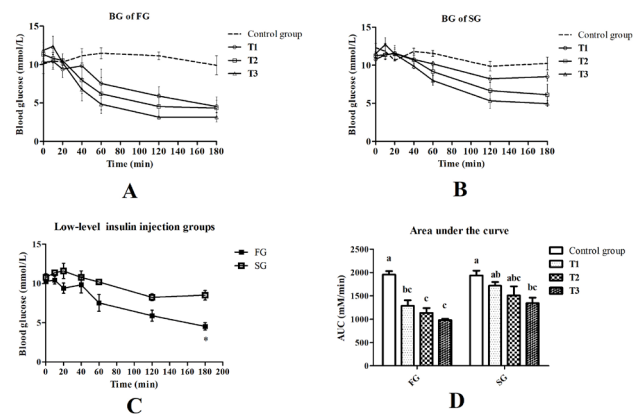 BG of FG
Blood glucose (mmol/L)
15
10
5
0
0 20 40 60 80 100 120 140 160 180
Time (min)
Control group
T1
T2
T3
A
BG of SG
Blood glucose (mmol/L)
15
10
5
0
0 20 40 60 80 100 120 140 160 180
Time (min)
Control group
T1
T2
T3
B
Low-level insulin injection groups
Blood glucose (mmol/L)
15
10
5
0
0 20 40 60 80 100 120 140 160 180 200
Time (min)
FG
SG
*
C
Area under the curve
AUC (mM/min)
2500
2000
1500
1000
500
0
a
bc
c
c
a
ab
abc
bc
FG SG
Control group
T1
T2
T3
D